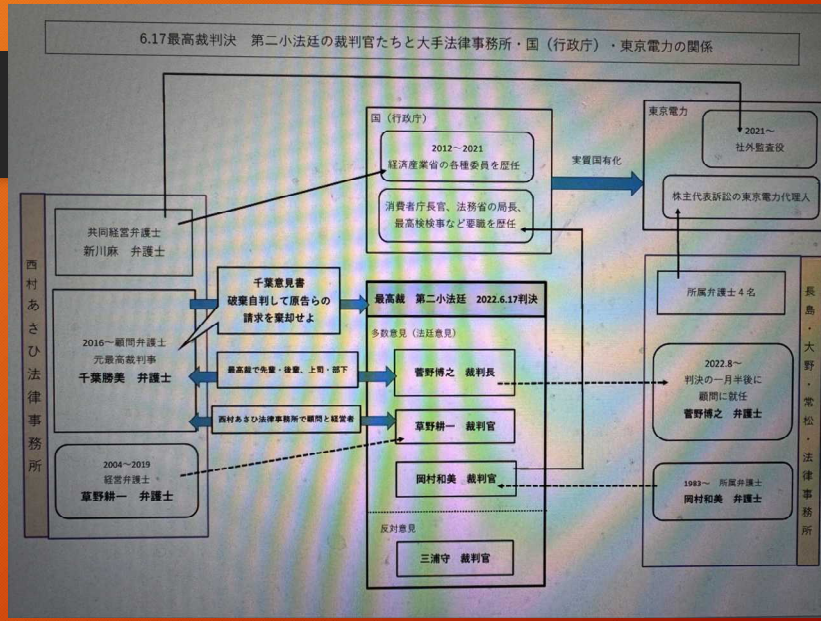 6.17最高裁判決　第二小法廷の裁判官たちと大手法律事務所・国（行政庁）・東京電力の関係
国（行政庁）
2012～2021
経済産業省の各種委員を歴任
消費者庁長官、法務省の局長、
最高検検事など要職を歴任
実質国有化
東京電力
2021～
社外監査役
株主代表訴訟の東京電力代理人
西村あさひ法律事務所
共同経営弁護士
新川麻　弁護士
2016～顧問弁護士
元最高裁判事
千葉勝美　弁護士
2004～2019
経営弁護士
草野耕一　弁護士
千葉意見書
破棄自判して原告らの
請求を棄却せよ
最高裁で先輩・後輩、上司・部下
西村あさひ法律事務所で顧問と経営者
最高裁　第二小法廷　2022.6.17判決
多数意見（法廷意見）
菅野博之　裁判長
草野耕一　裁判官
岡村和美　裁判官
反対意見
三浦守　裁判官
所属弁護士４名
2022.8～
判決の一月半後に
顧問に就任
菅野博之　弁護士
1983～　所属弁護士
岡村和美　弁護士
長島・大野・常松・法律事務所